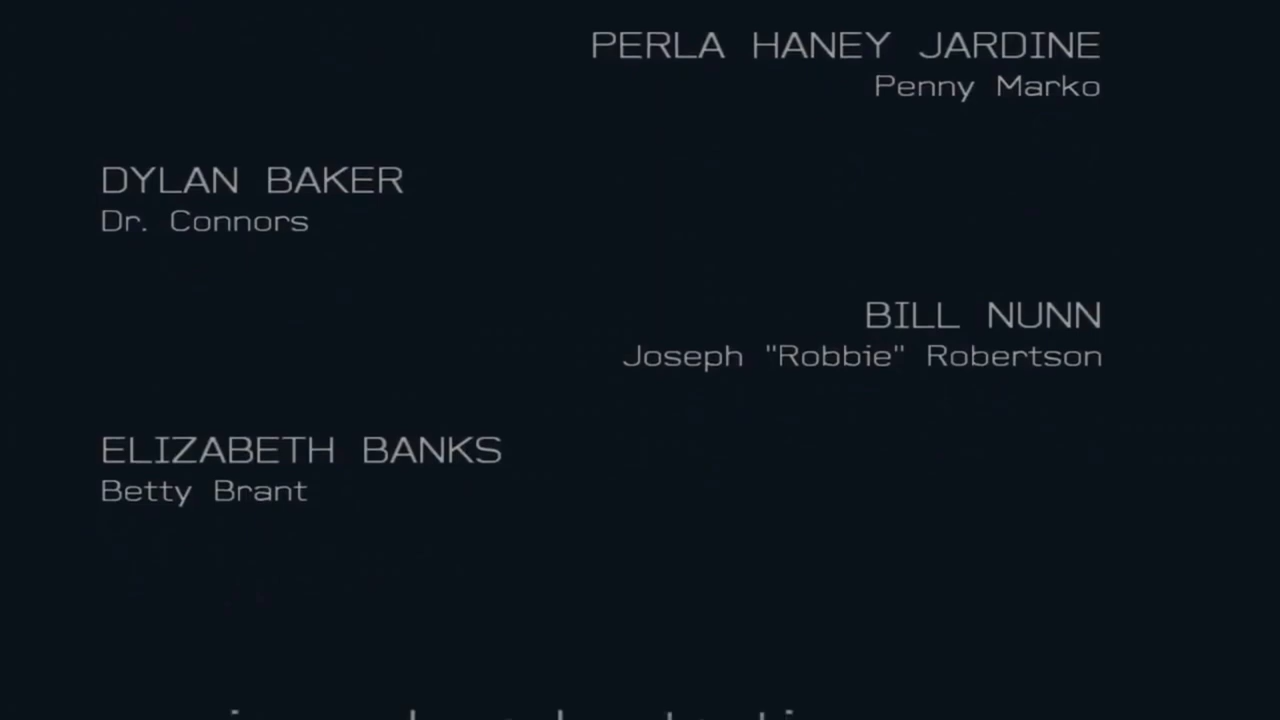 PERLA HANEY JARDINE
Penny Marko
DYLAN BAKER
Dr. Connors
BILL NUNN
Joseph "Robbie" Robertson
ELIZABETH BANKS
Betty Brant